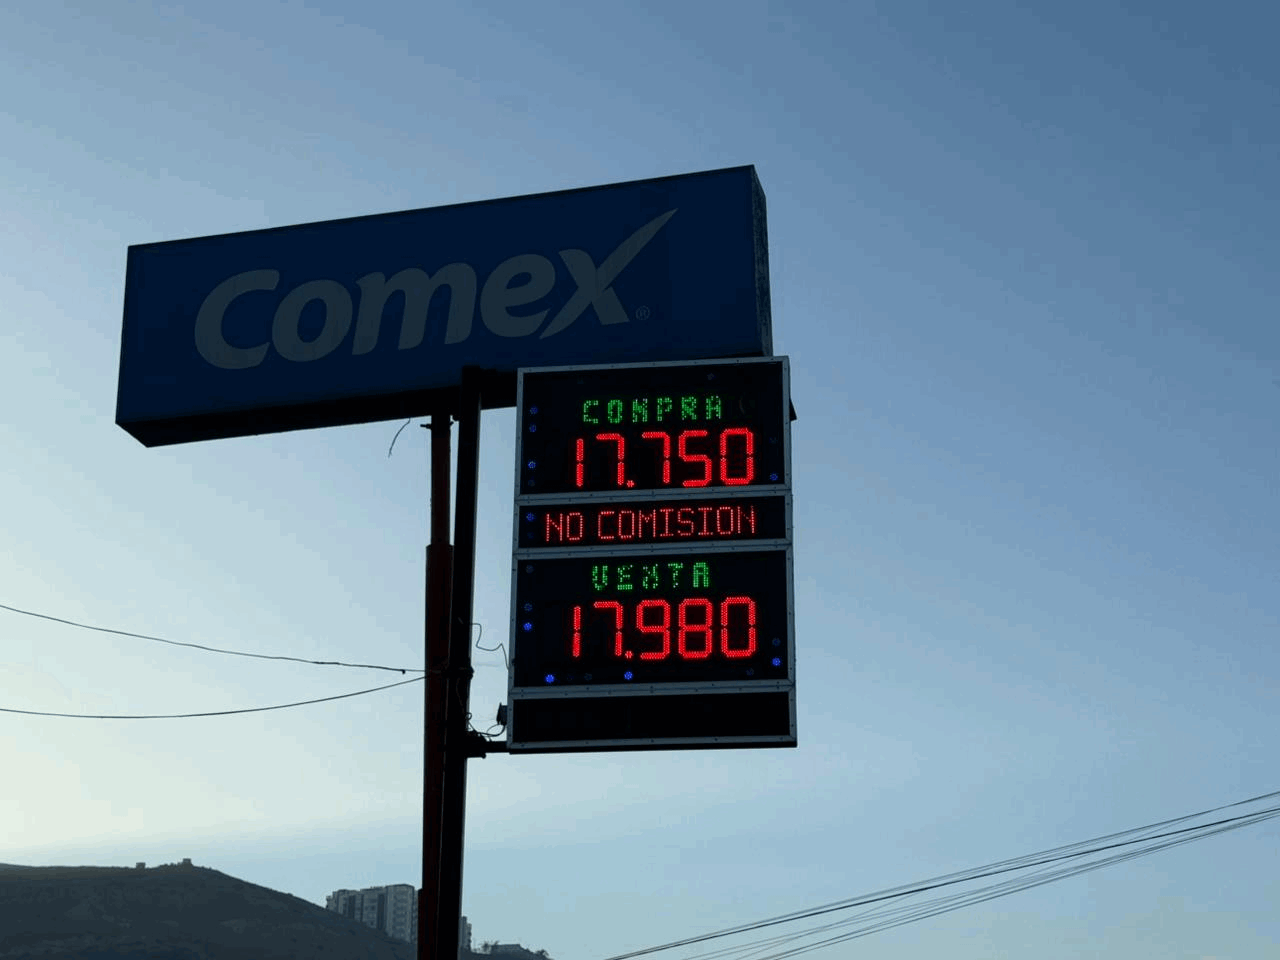 Comex®
COMPRA
17.750
NO COMISION
VENTA
17.980